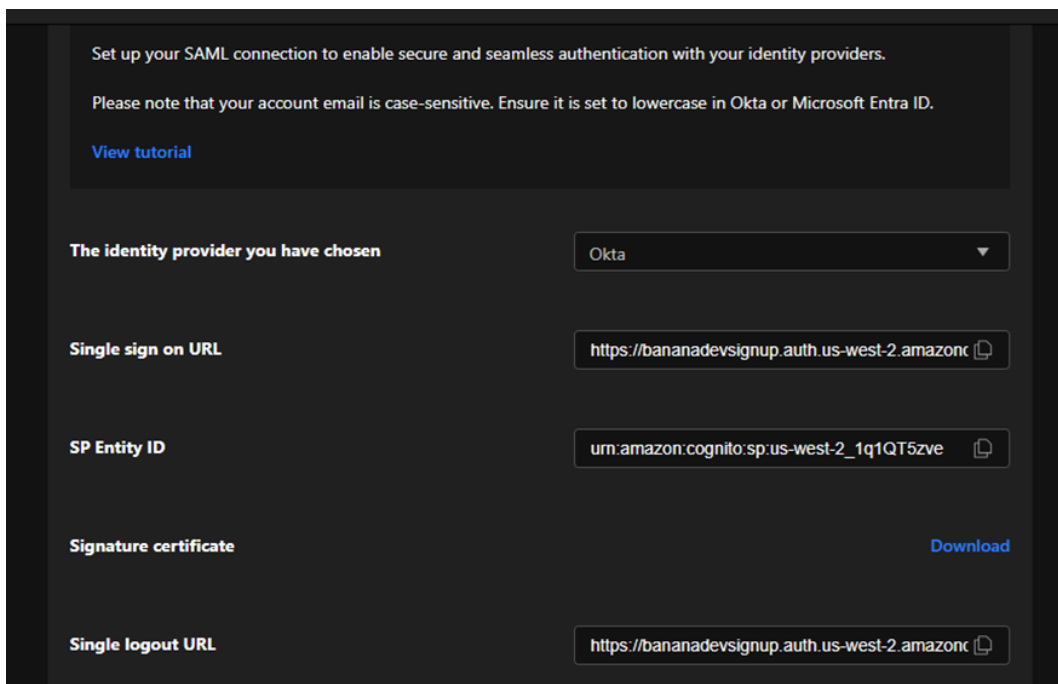 Set up your SAML connection to enable secure and seamless authentication with your identity providers.
Please note that your account email is case-sensitive. Ensure it is set to lowercase in Okta or Microsoft Entra ID.
View tutorial
The identity provider you have chosen
Okta
Single sign on URL
https://bananadevsignup.auth.us-west-2.amazonc
SP Entity ID
urn:amazon:cognito:sp:us-west-2_1q1QT5zve
Signature certificate
Download
Single logout URL
https://bananadevsignup.auth.us-west-2.amazonc